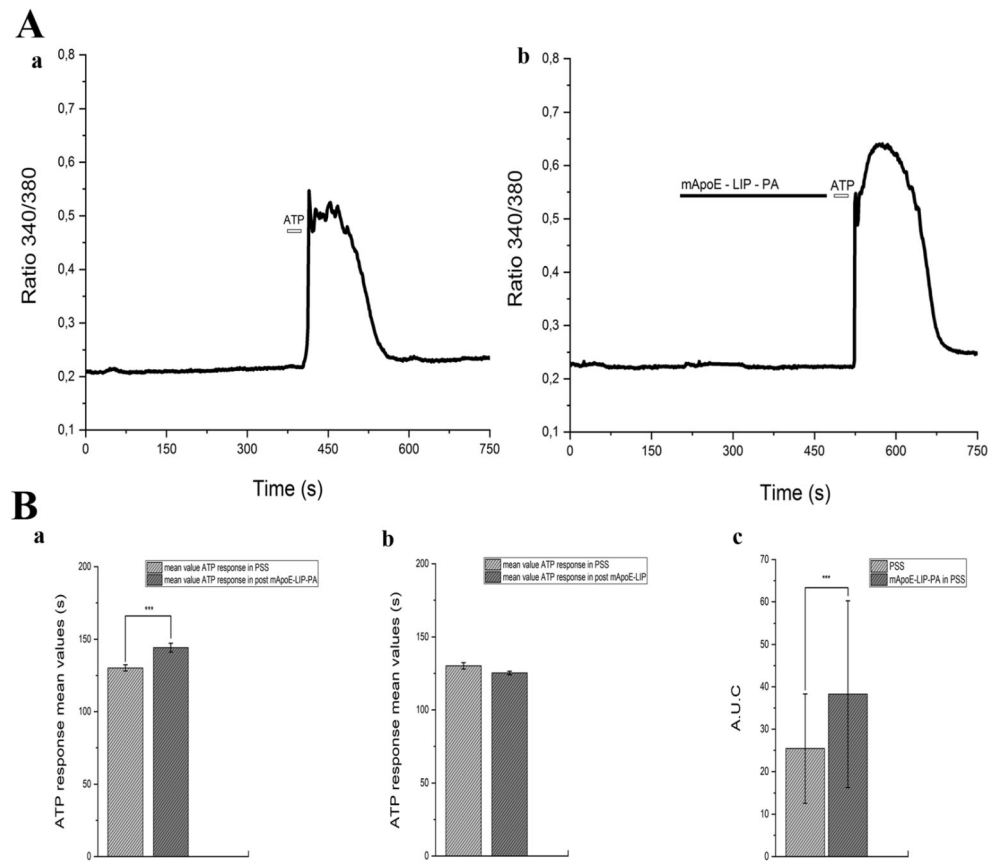 A
a
0,8
0,7
0,6
0,5
0,4
0,3
0,2
0,1
Ratio 340/380
ATP
0 150 300 450 600 750
Time (s)
b
0,8
0,7
0,6
0,5
0,4
0,3
0,2
0,1
Ratio 340/380
mApoE - LIP - PA
ATP
0 150 300 450 600 750
Time (s)
B
a
mean value ATP response in PSS
mean value ATP response in post mApoE-LIP-PA
200
150
100
50
0
ATP response mean values (s)
***
b
mean value ATP response in PSS
mean value ATP response in post mApoE-LIP
200
150
100
50
0
ATP response mean values (s)
c
PSS
mApoE-LIP-PA in PSS
70
60
50
40
30
20
10
0
A.U.C
***